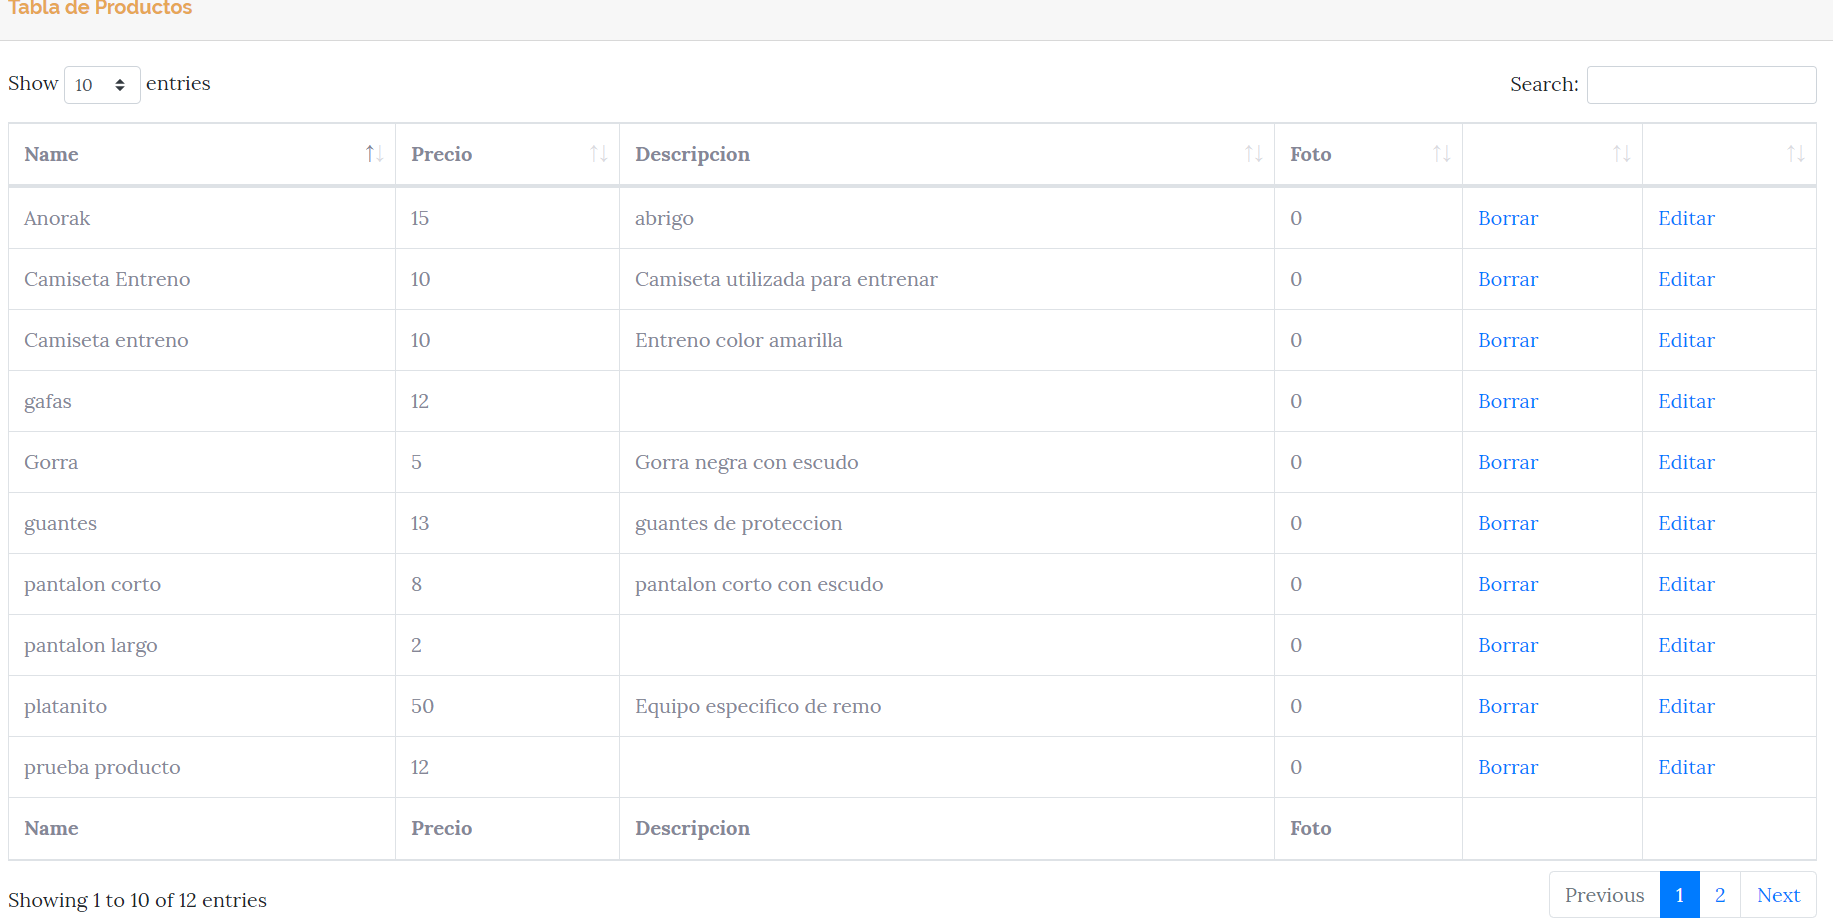 Tabla de Productos
Show 10 entries Search:
Name Precio Descripcion Foto
Anorak 15 abrigo 0 Borrar Editar
Camiseta Entreno 10 Camiseta utilizada para entrenar 0 Borrar Editar
Camiseta entreno 10 Entreno color amarilla 0 Borrar Editar
gafas 12 0 Borrar Editar
Gorra 5 Gorra negra con escudo 0 Borrar Editar
guantes 13 guantes de proteccion 0 Borrar Editar
pantalon corto 8 pantalon corto con escudo 0 Borrar Editar
pantalon largo 2 0 Borrar Editar
platanito 50 Equipo especifico de remo 0 Borrar Editar
prueba producto 12 0 Borrar Editar
Name Precio Descripcion Foto
Showing 1 to 10 of 12 entries Previous 1 2 Next